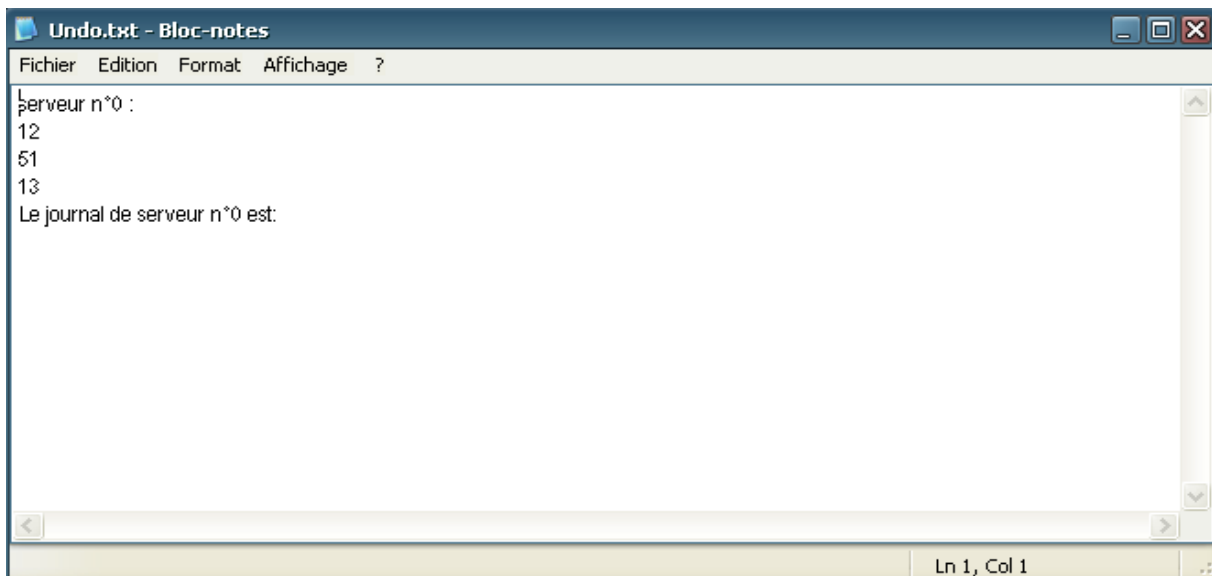 Undo.txt - Bloc-notes
Fichier Edition Format Affichage ?
serveur n°0 :
12
51
13
Le journal de serveur n°0 est:
Ln 1, Col 1